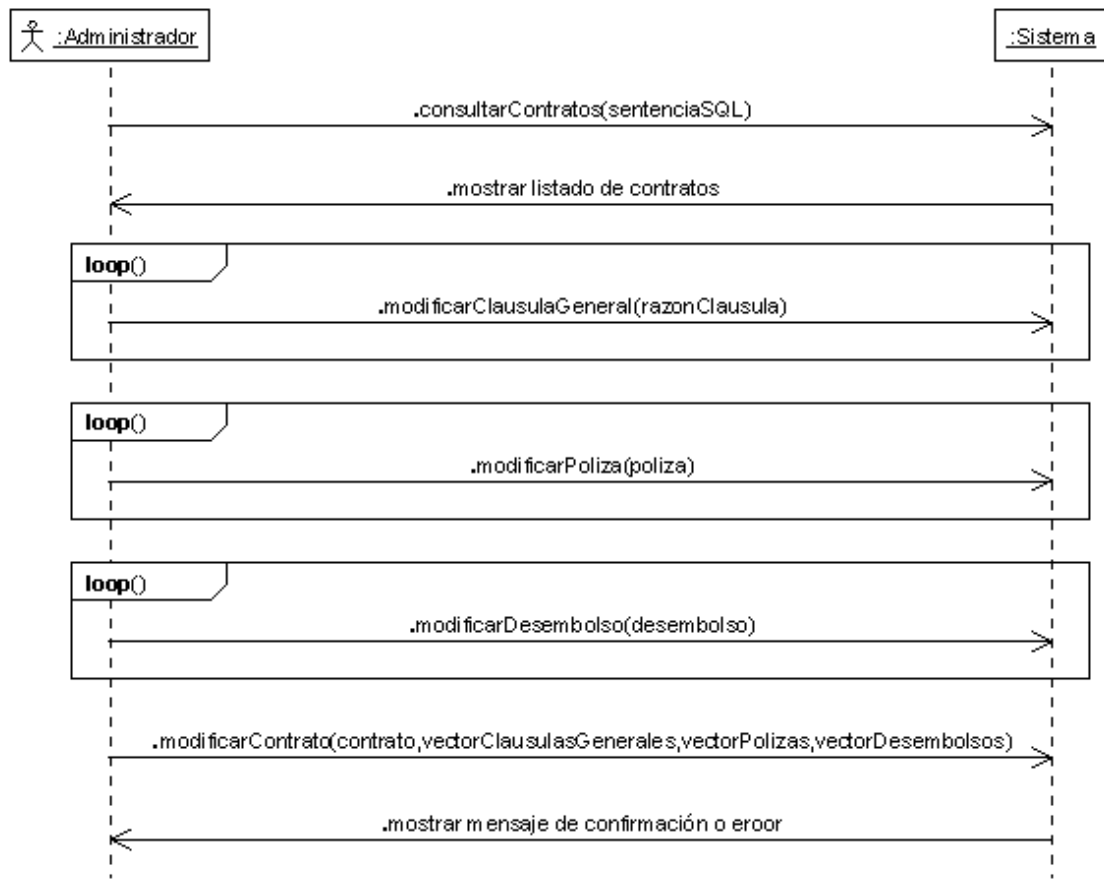 :Administrador
:Sistema
.consultarContratos(sentenciaSQL)
.mostrar listado de contratos
loop()
.modificarClausulaGeneral(razonClausula)
loop()
.modificarPoliza(poliza)
loop()
.modificarDesembolso(desembolso)
.modificarContrato(contrato,vectorClausulasGenerales,vectorPolizas,vectorDesembolsos)
.mostrar mensaje de confirmación o eroor